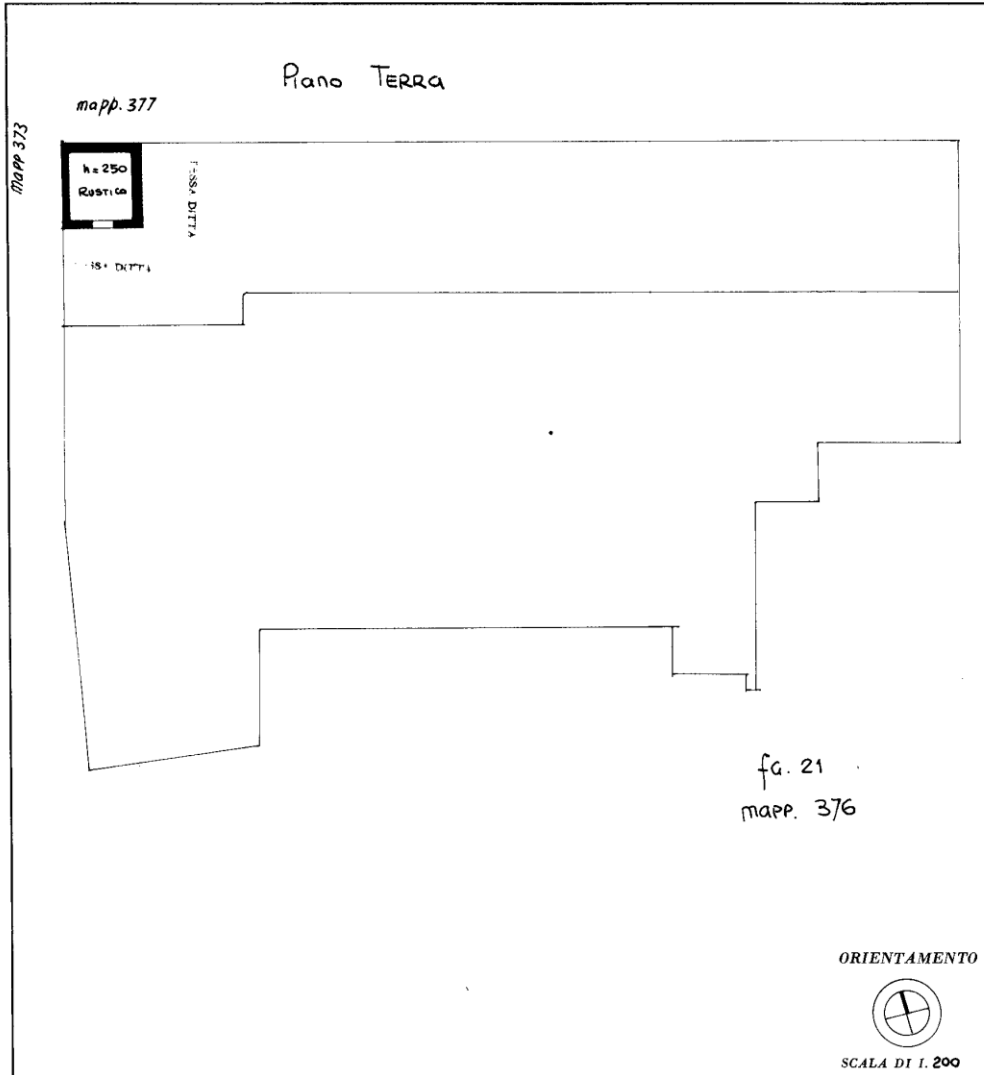 Piano TERRA
mapp. 377
mapp 373
h=250
RUSTICO
DITTA
DITTA
fg. 21
mapp. 376
ORIENTAMENTO
SCALA DI 1. 200